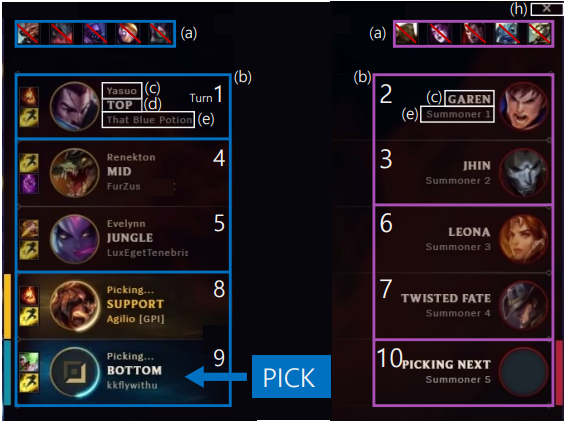 (h) ×
(a)
(a)
(b)
(b)
Yasuo (c)
TOP (d)
That Blue Potion (e)
Turn1
2
(c) GAREN
(e) Summoner 1
Renekton
MID
FurZus
4
3
JHIN
Summoner 2
Evelynn
JUNGLE
LuxEgetTenebris
5
6
LEONA
Summoner 3
Picking...
SUPPORT
Agilio [GPI]
8
7
TWISTED FATE
Summoner 4
Picking...
BOTTOM
kkflywithu
9
PICK
10 PICKING NEXT
Summoner 5